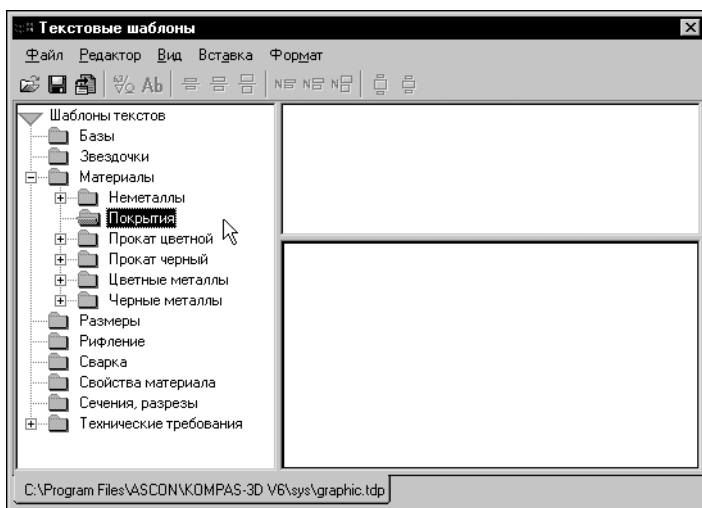 Текстовые шаблоны
Файл Редактор Вид Вставка Формат
Ab N N N
Шаблоны текстов
Базы
Звездочки
Материалы
Неметаллы
Покрытия
Прокат цветной
Прокат черный
Цветные металлы
Черные металлы
Размеры
Рифление
Сварка
Свойства материала
Сечения, разрезы
Технические требования
C:\Program Files\ASCON\KOMPAS-3D V6\sys\graphic.tdp